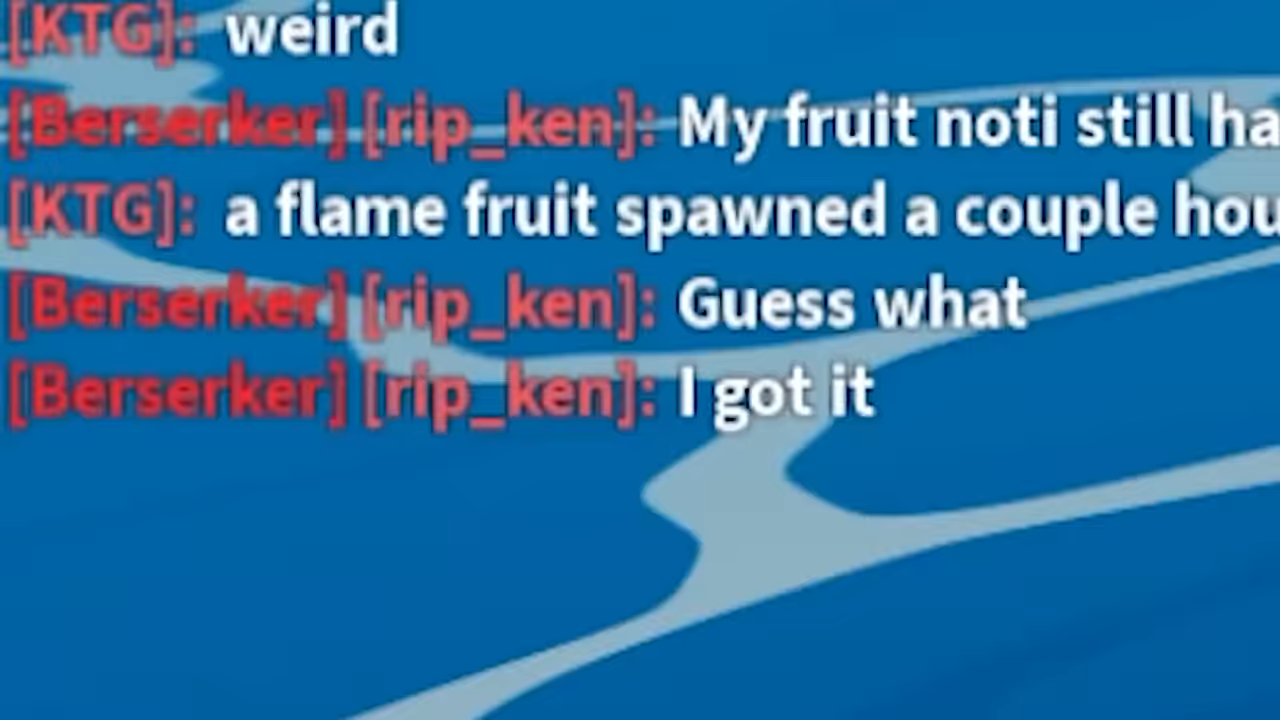 [KTG]: weird
[Berserker] [rip_ken]: My fruit noti still ha
[KTG]: a flame fruit spawned a couple hou
[Berserker] [rip_ken]: Guess what
[Berserker] [rip_ken]: I got it